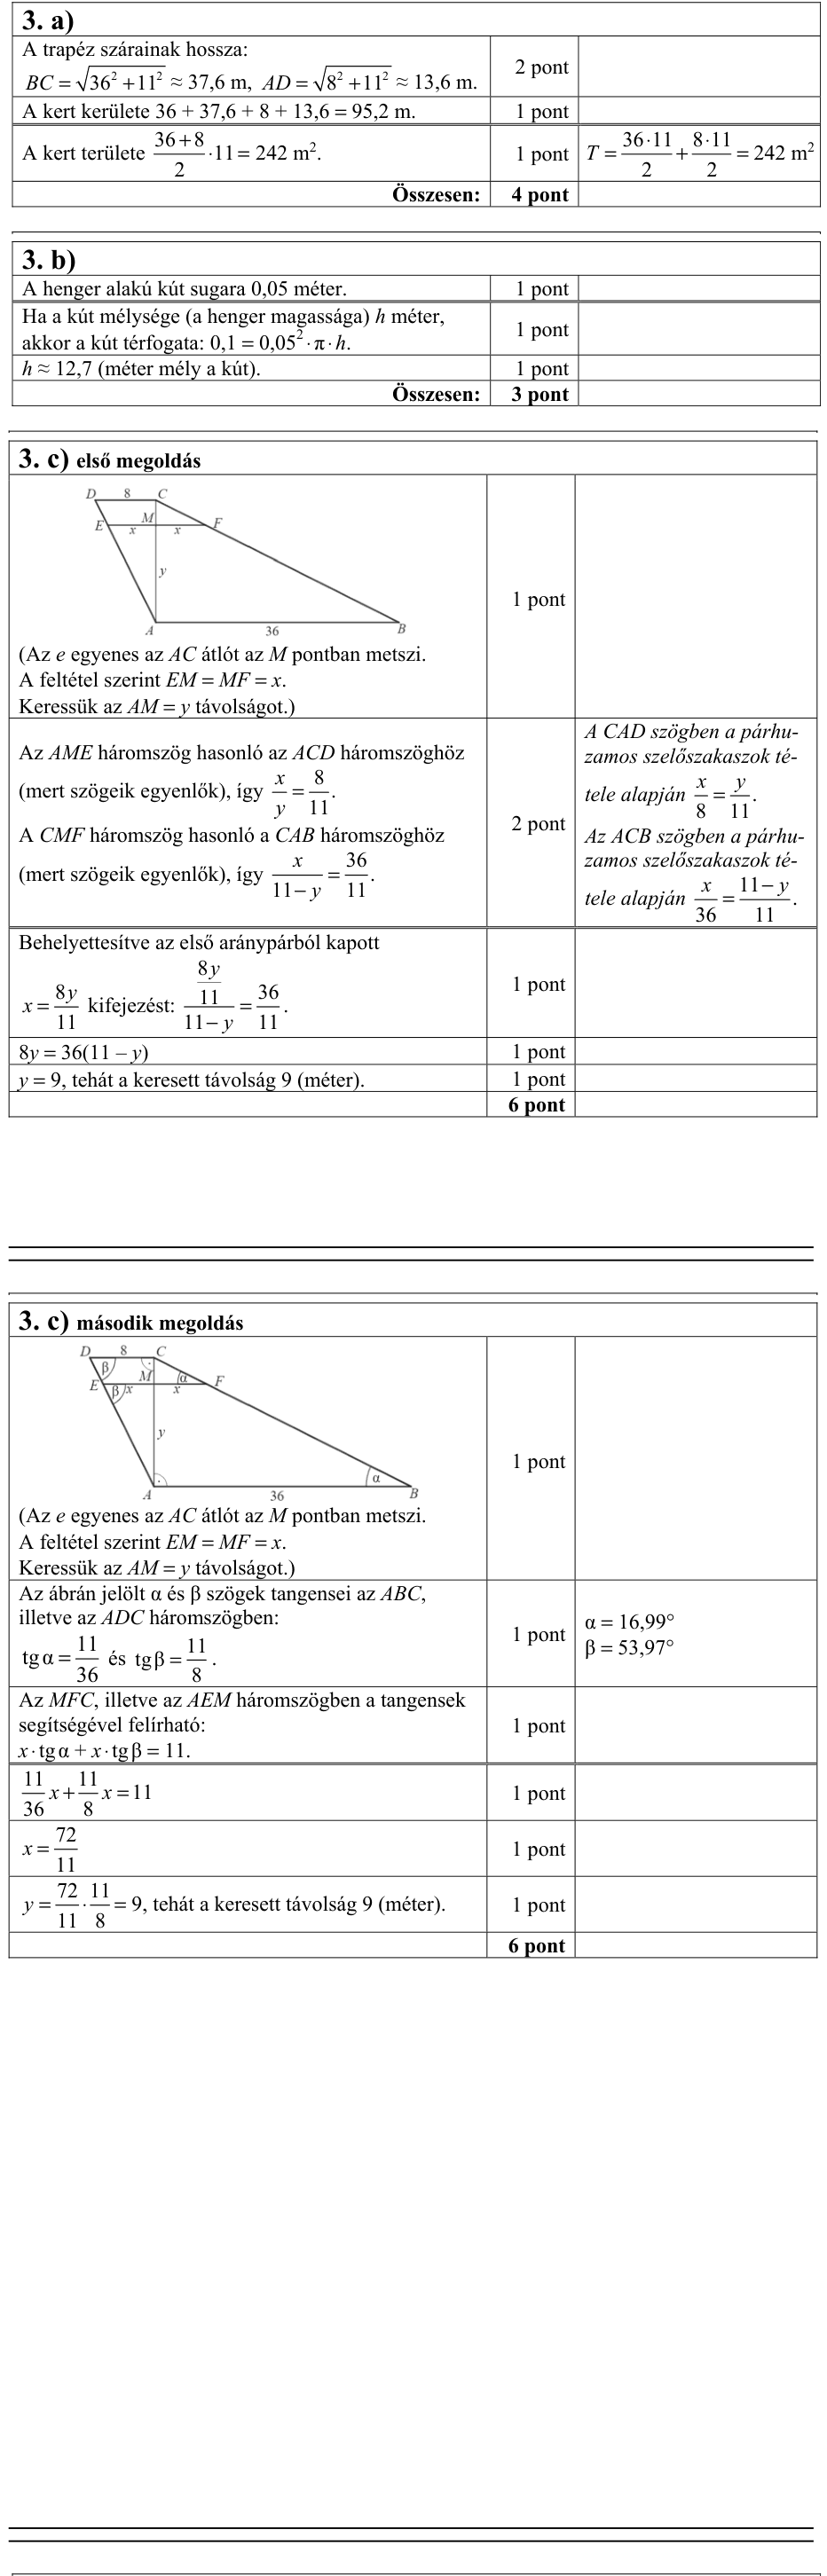 3. a)
A trapéz szárainak hossza:
BC = √(36² + 11²) ≈ 37,6 m, AD = √(8² + 11²) ≈ 13,6 m.
2 pont
A kert kerülete 36 + 37,6 + 8 + 13,6 = 95,2 m.
1 pont
A kert területe (36+8)/2 · 11 = 242 m².
1 pont
T = (36·11)/2 + (8·11)/2 = 242 m²
Összesen:
4 pont
3. b)
A henger alakú kút sugara 0,05 méter.
1 pont
Ha a kút mélysége (a henger magassága) h méter,
akkor a kút térfogata: 0,1 = 0,05² · π · h.
1 pont
h ≈ 12,7 (méter mély a kút).
1 pont
Összesen:
3 pont
3. c) első megoldás
D 8 C
E x M x F
y
A 36 B
1 pont
(Az e egyenes az AC átlót az M pontban metszi.
A feltétel szerint EM = MF = x.
Keressük az AM = y távolságot.)
Az AME háromszög hasonló az ACD háromszöghöz
(mert szögeik egyenlők), így x/y = 8/11.
A CMF háromszög hasonló a CAB háromszöghöz
(mert szögeik egyenlők), így x/(11−y) = 36/11.
2 pont
A CAD szögben a párhu-
zamos szelőszakaszok té-
tele alapján x/8 = y/11.
Az ACB szögben a párhu-
zamos szelőszakaszok té-
tele alapján x/36 = (11−y)/11.
Behelyettesítve az első aránypárból kapott
x = 8y/11 kifejezést: (8y/11)/(11−y) = 36/11.
1 pont
8y = 36(11 – y)
1 pont
y = 9, tehát a keresett távolság 9 (méter).
1 pont
6 pont
3. c) második megoldás
D 8 C
β
E β x M x α F
y
α
A 36 B
1 pont
(Az e egyenes az AC átlót az M pontban metszi.
A feltétel szerint EM = MF = x.
Keressük az AM = y távolságot.)
Az ábrán jelölt α és β szögek tangensei az ABC,
illetve az ADC háromszögben:
tg α = 11/36 és tg β = 11/8.
1 pont
α = 16,99°
β = 53,97°
Az MFC, illetve az AEM háromszögben a tangensek
segítségével felírható:
x · tg α + x · tg β = 11.
1 pont
11/36 x + 11/8 x = 11
1 pont
x = 72/11
1 pont
y = 72/11 · 11/8 = 9, tehát a keresett távolság 9 (méter).
1 pont
6 pont